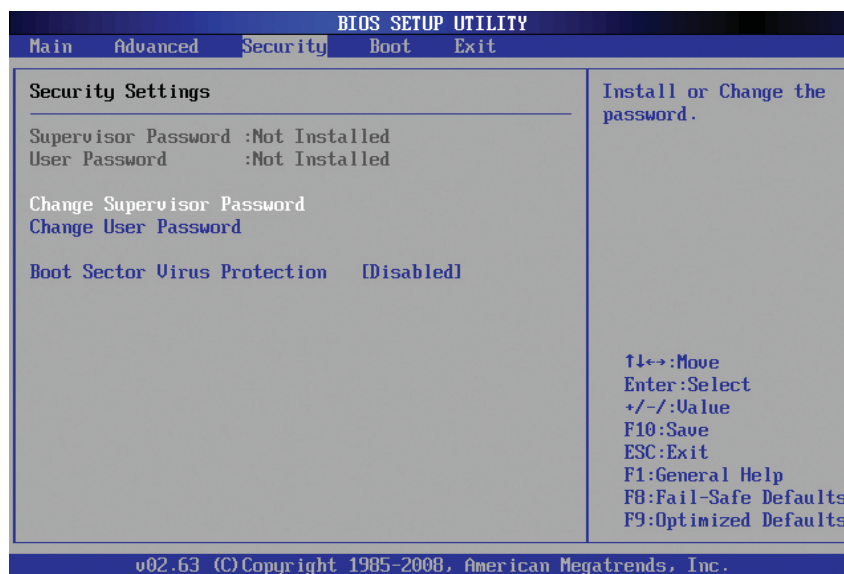 BIOS SETUP UTILITY
Main Advanced Security Boot Exit
Security Settings
Supervisor Password :Not Installed
User Password :Not Installed
Change Supervisor Password
Change User Password
Boot Sector Virus Protection [Disabled]
Install or Change the
password.
↑↓←→:Move
Enter:Select
+/-/:Value
F10:Save
ESC:Exit
F1:General Help
F8:Fail-Safe Defaults
F9:Optimized Defaults
v02.63 (C)Copyright 1985-2008, American Megatrends, Inc.